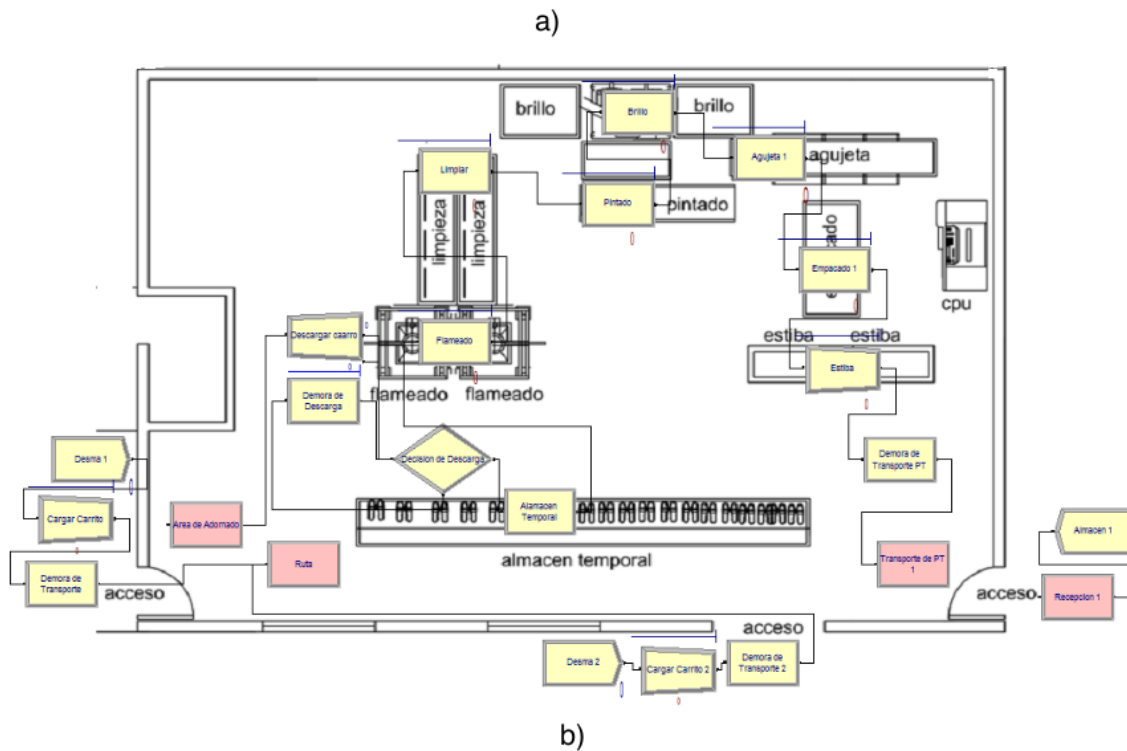 a)
brillo
Brillo
brillo
Limpiar
Agujeta 1
agujeta
Pintado
pintado
limpieza
limpieza
cado
Empacado 1
cpu
Descargar caarro
Flameado
estiba
estiba
Estiba
flameado
flameado
Demora de
Descarga
Desma 1
Decision de Descarga
Demora de
Transporte PT
Cargar Carrito
Area de Adornado
Alamacen
Temporal
Almacen 1
almacen temporal
Ruta
Transporte de PT
1
Demora de
Transporte
acceso
acceso
Recepcion 1
acceso
Desma 2
Cargar Carrito 2
Demora de
Transporte 2
b)